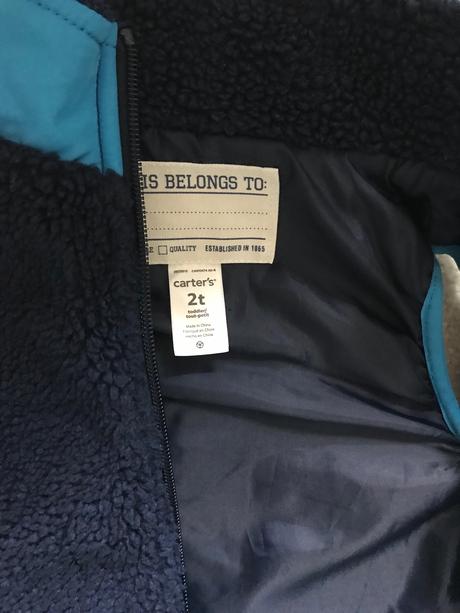 IS BELONGS TO:
QUALITY ESTABLISHED IN 1865
carter's
2t
toddler/
tout-petit
Made in China
Fabriqué en Chine
Hecho en China